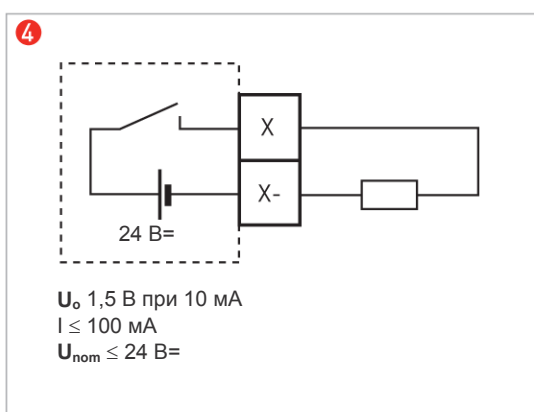 4
X
X-
24 В=
Uₒ 1,5 В при 10 мА
I ≤ 100 мА
Uₙₒₘ ≤ 24 В=